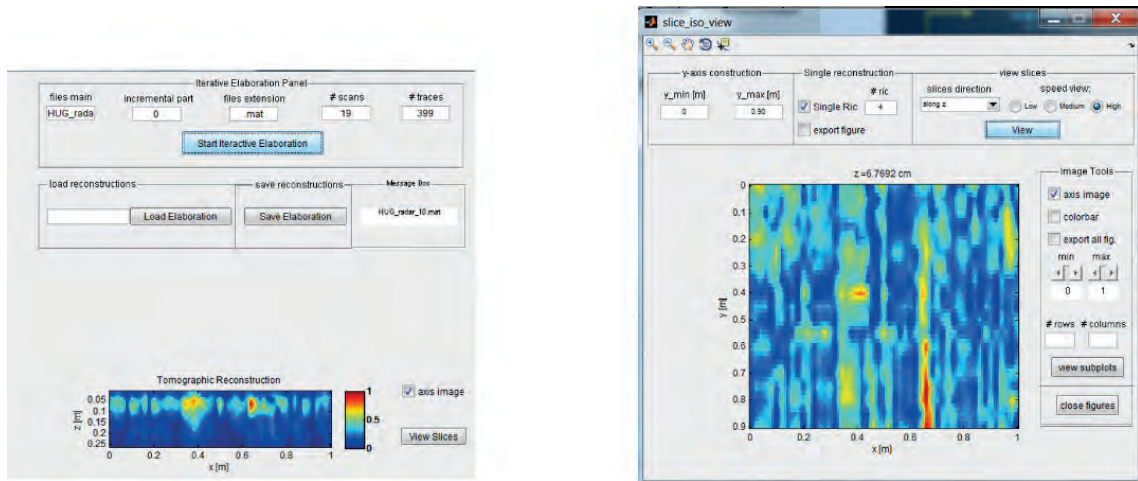 Iterative Elaboration Panel
files main incremental part files extension # scans # traces
HUG_rada 0 .mat 19 399
Start Iteractive Elaboration
load reconstructions save reconstructions Message Box
Load Elaboration Save Elaboration HUG_radar_10.mat
Tomographic Reconstruction
0.05
0.1
0.15
0.2
0.25
z [m]
0 0.2 0.4 0.6 0.8 1
x [m]
1
0.5
0
axis image
View Slices
slice_iso_view
y-axis construction Single reconstruction view slices
y_min [m] y_max [m] # ric slices direction speed view:
0 0.90 Single Ric 4 along z Low Medium High
export figure View
z =6.7692 cm
0
0.1
0.2
0.3
0.4
0.5
0.6
0.7
0.8
0.9
y [m]
0 0.2 0.4 0.6 0.8 1
x [m]
Image Tools
axis image
colorbar
export all fig.
min max
0 1
# rows # columns
view subplots
close figures